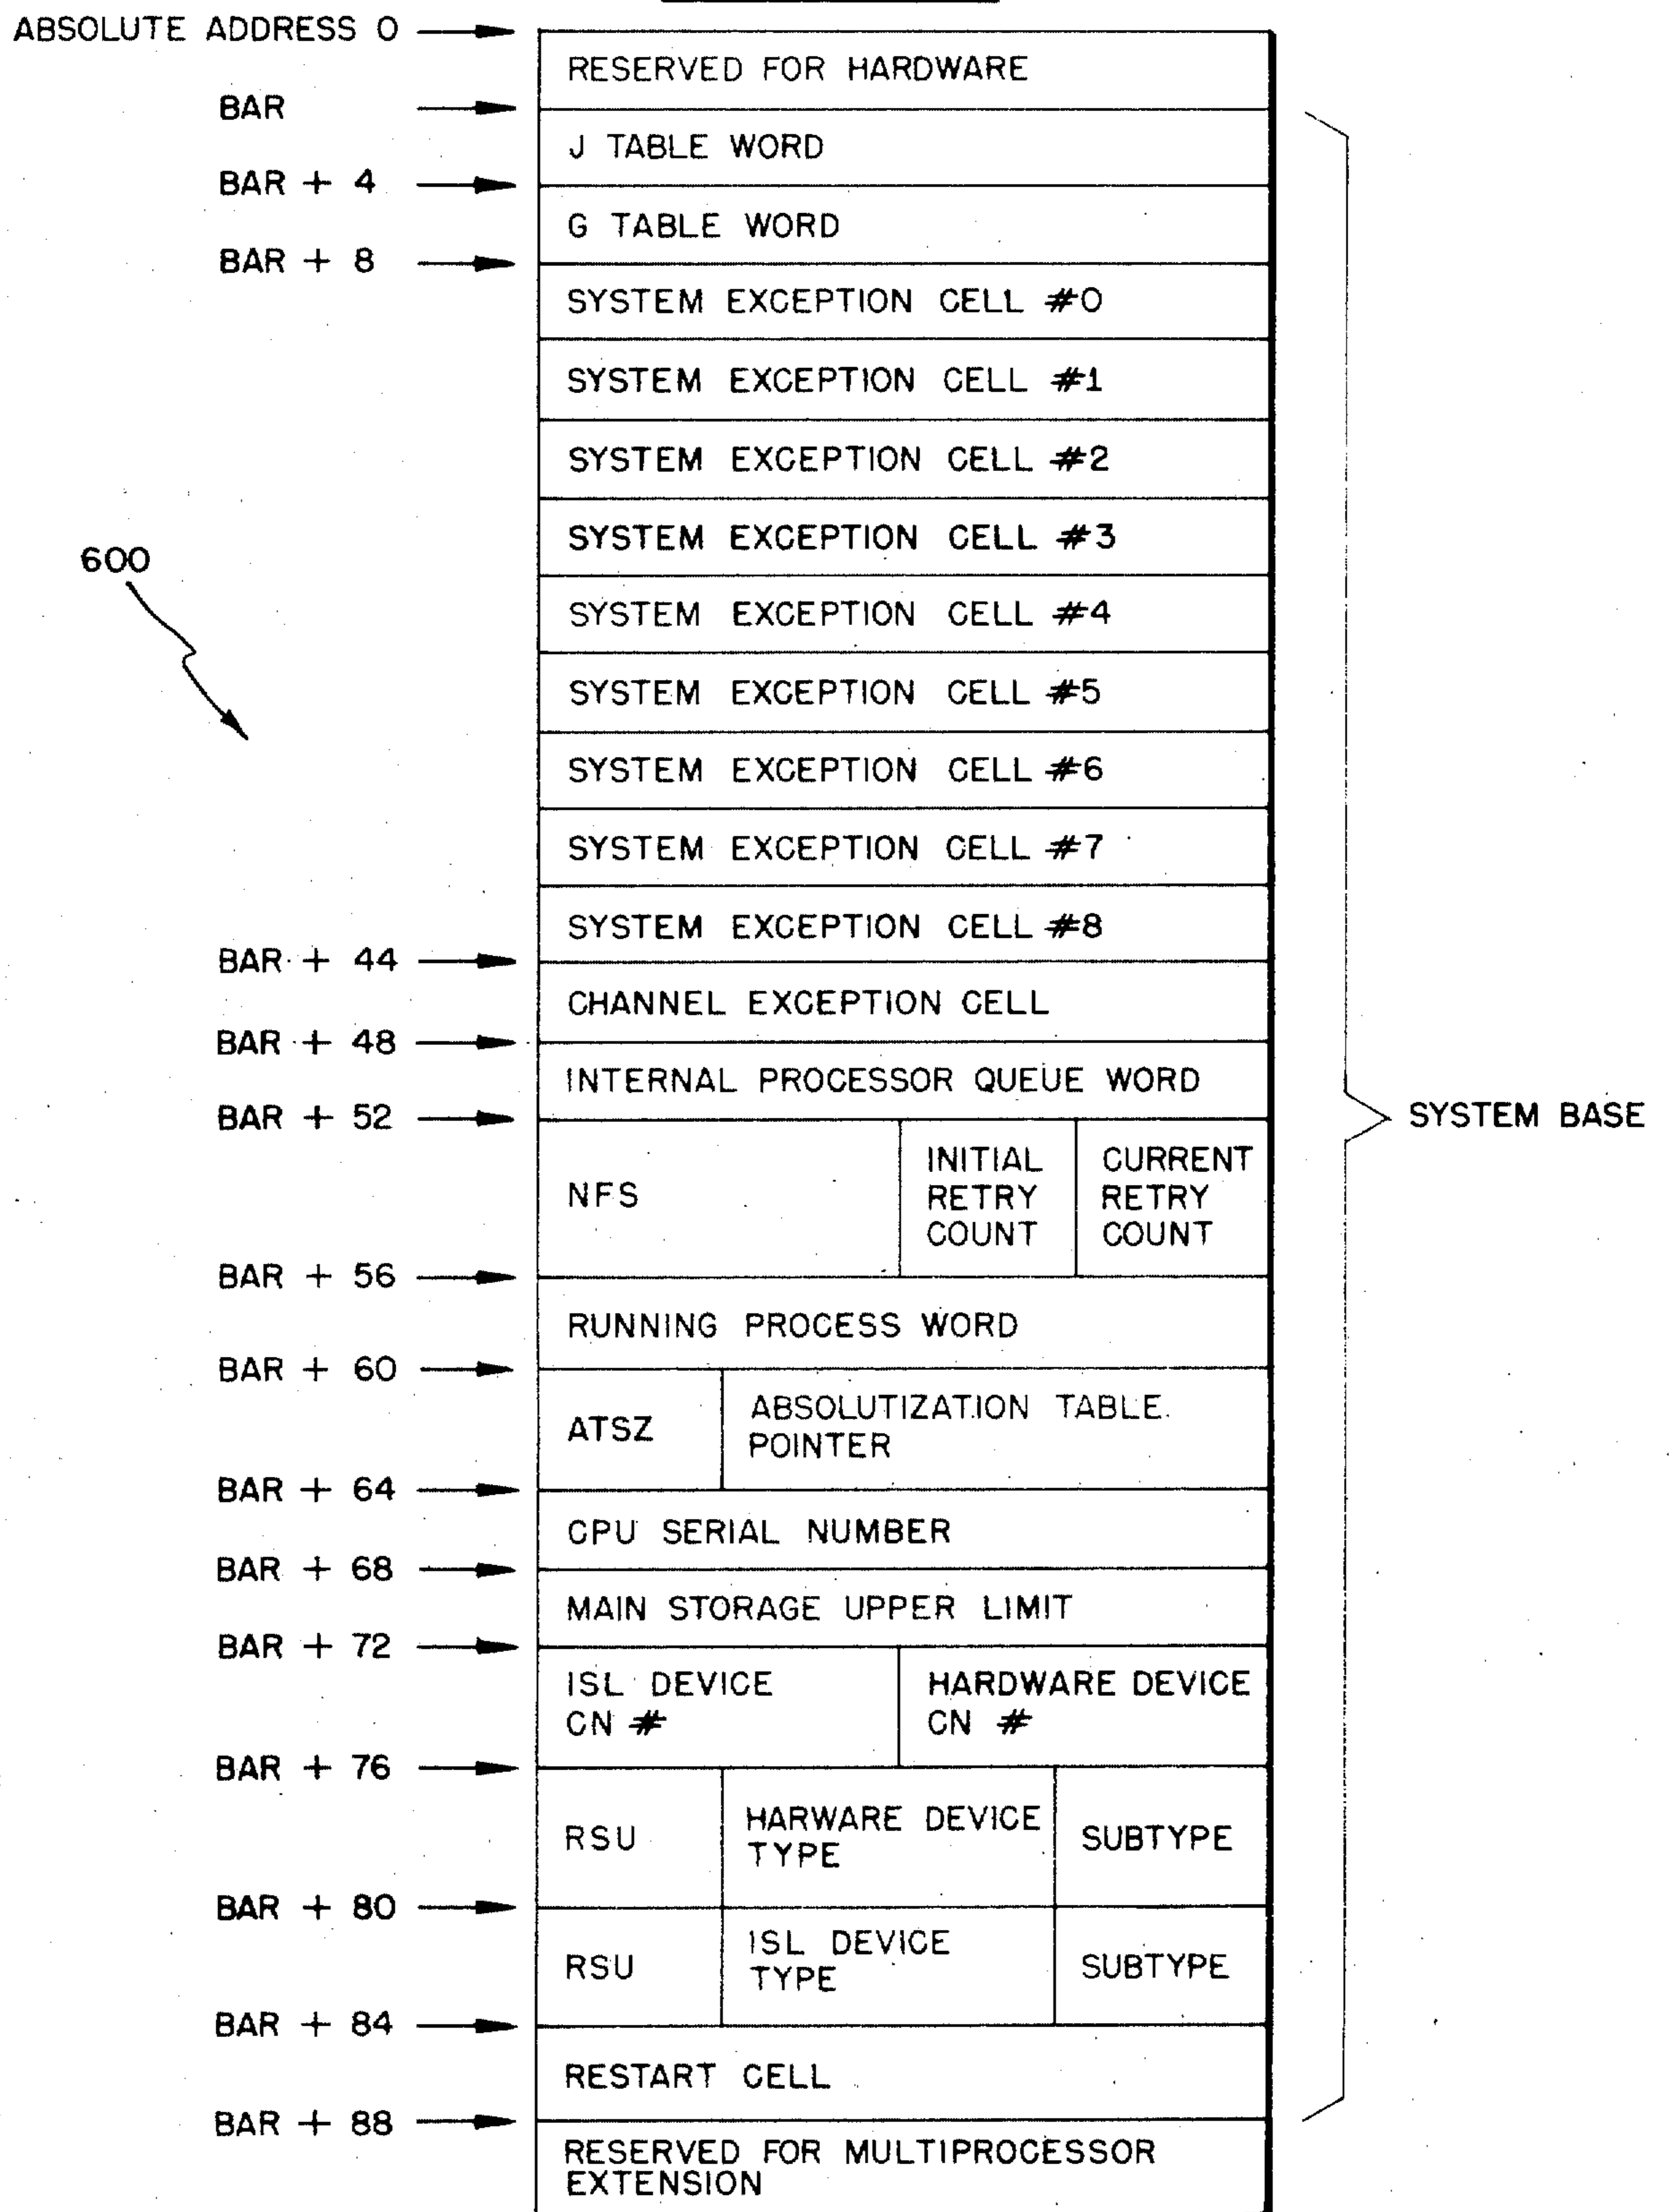 ABSOLUTE ADDRESS 0
RESERVED FOR HARDWARE
BAR
J TABLE WORD
BAR + 4
G TABLE WORD
BAR + 8
SYSTEM EXCEPTION CELL #0
SYSTEM EXCEPTION CELL #1
SYSTEM EXCEPTION CELL #2
SYSTEM EXCEPTION CELL #3
600
SYSTEM EXCEPTION CELL #4
SYSTEM EXCEPTION CELL #5
SYSTEM EXCEPTION CELL #6
SYSTEM EXCEPTION CELL #7
SYSTEM EXCEPTION CELL #8
BAR + 44
CHANNEL EXCEPTION CELL
BAR + 48
INTERNAL PROCESSOR QUEUE WORD
BAR + 52
SYSTEM BASE
NFS
INITIAL
RETRY
COUNT
CURRENT
RETRY
COUNT
BAR + 56
RUNNING PROCESS WORD
BAR + 60
ATSZ
ABSOLUTIZATION TABLE
POINTER
BAR + 64
CPU SERIAL NUMBER
BAR + 68
MAIN STORAGE UPPER LIMIT
BAR + 72
ISL DEVICE
CN #
HARDWARE DEVICE
CN #
BAR + 76
RSU
HARWARE DEVICE
TYPE
SUBTYPE
BAR + 80
RSU
ISL DEVICE
TYPE
SUBTYPE
BAR + 84
RESTART CELL
BAR + 88
RESERVED FOR MULTIPROCESSOR
EXTENSION